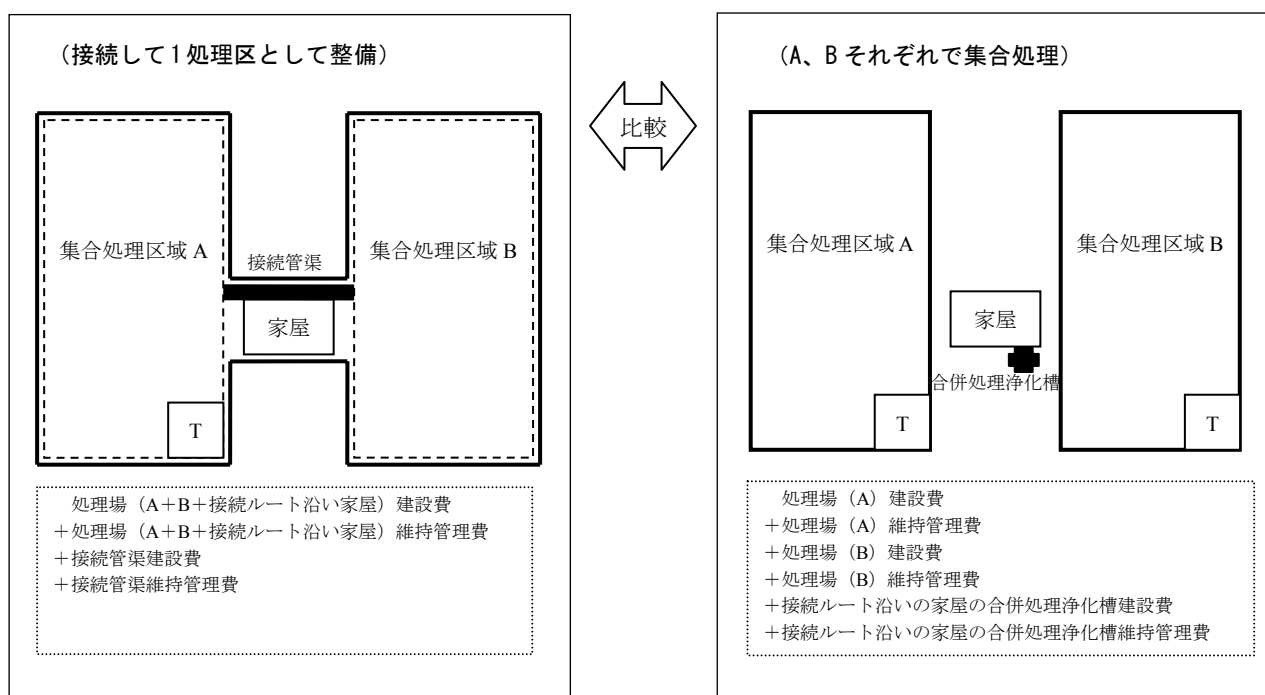 （接続して1処理区として整備）
集合処理区域 A
接続管渠
集合処理区域 B
家屋
T
処理場（A＋B＋接続ルート沿い家屋）建設費
＋処理場（A＋B＋接続ルート沿い家屋）維持管理費
＋接続管渠建設費
＋接続管渠維持管理費
比較
（A、B それぞれで集合処理）
集合処理区域 A
集合処理区域 B
家屋
合併処理浄化槽
T
T
処理場（A）建設費
＋処理場（A）維持管理費
＋処理場（B）建設費
＋処理場（B）維持管理費
＋接続ルート沿いの家屋の合併処理浄化槽建設費
＋接続ルート沿いの家屋の合併処理浄化槽維持管理費